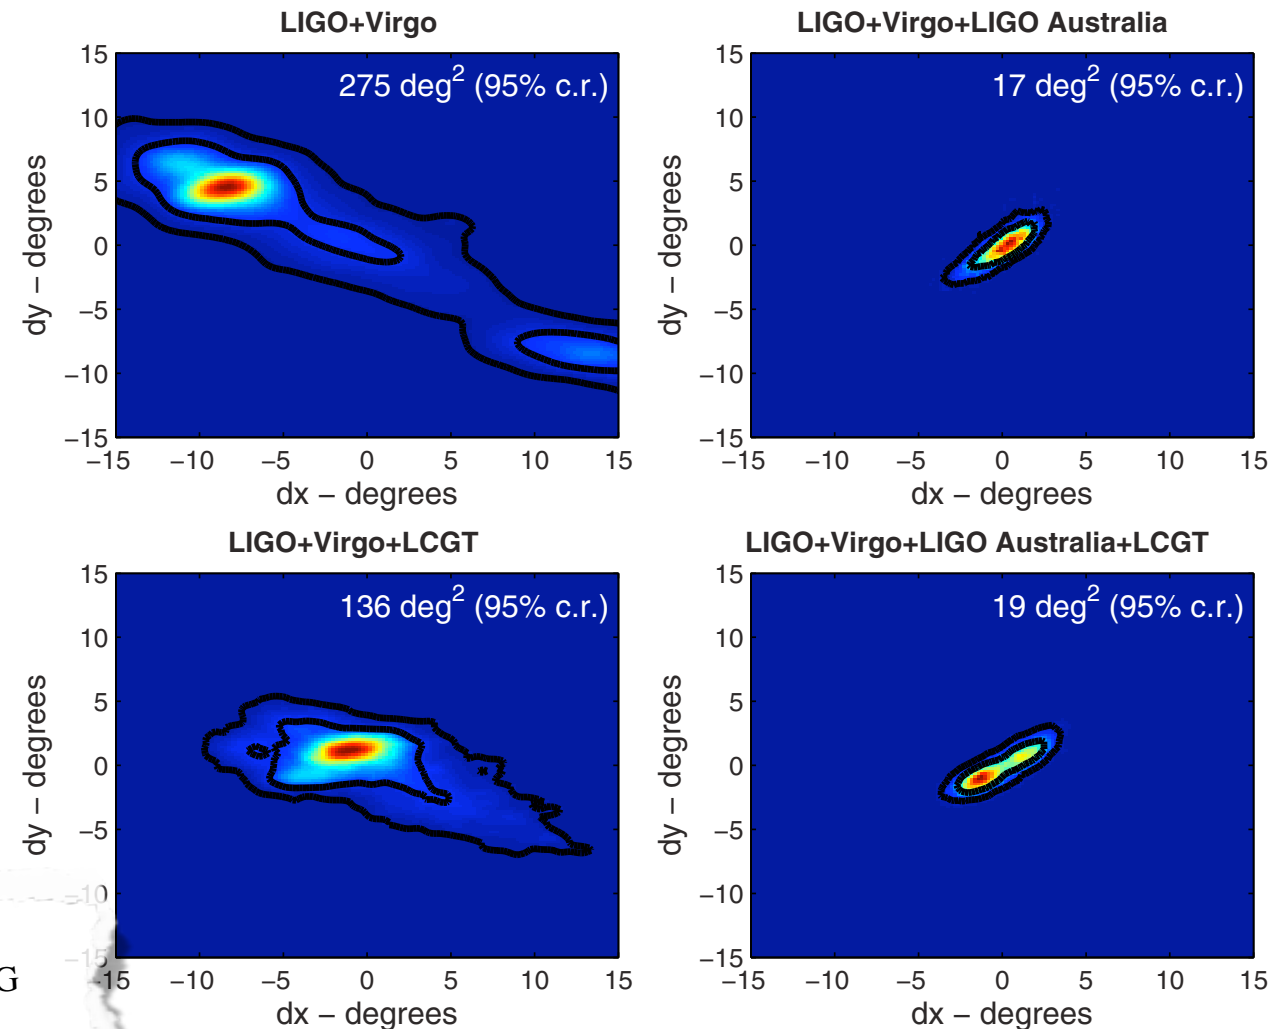 LIGO+Virgo
275 deg² (95% c.r.)
15
10
5
0
−5
−10
−15
−15 −10 −5 0 5 10 15
dx − degrees
dy − degrees
LIGO+Virgo+LIGO Australia
17 deg² (95% c.r.)
15
10
5
0
−5
−10
−15
−15 −10 −5 0 5 10 15
dx − degrees
dy − degrees
LIGO+Virgo+LCGT
136 deg² (95% c.r.)
15
10
5
0
−5
−10
−15
−15 −10 −5 0 5 10 15
dx − degrees
dy − degrees
LIGO+Virgo+LIGO Australia+LCGT
19 deg² (95% c.r.)
15
10
5
0
−5
−10
−15
−15 −10 −5 0 5 10 15
dx − degrees
dy − degrees
G